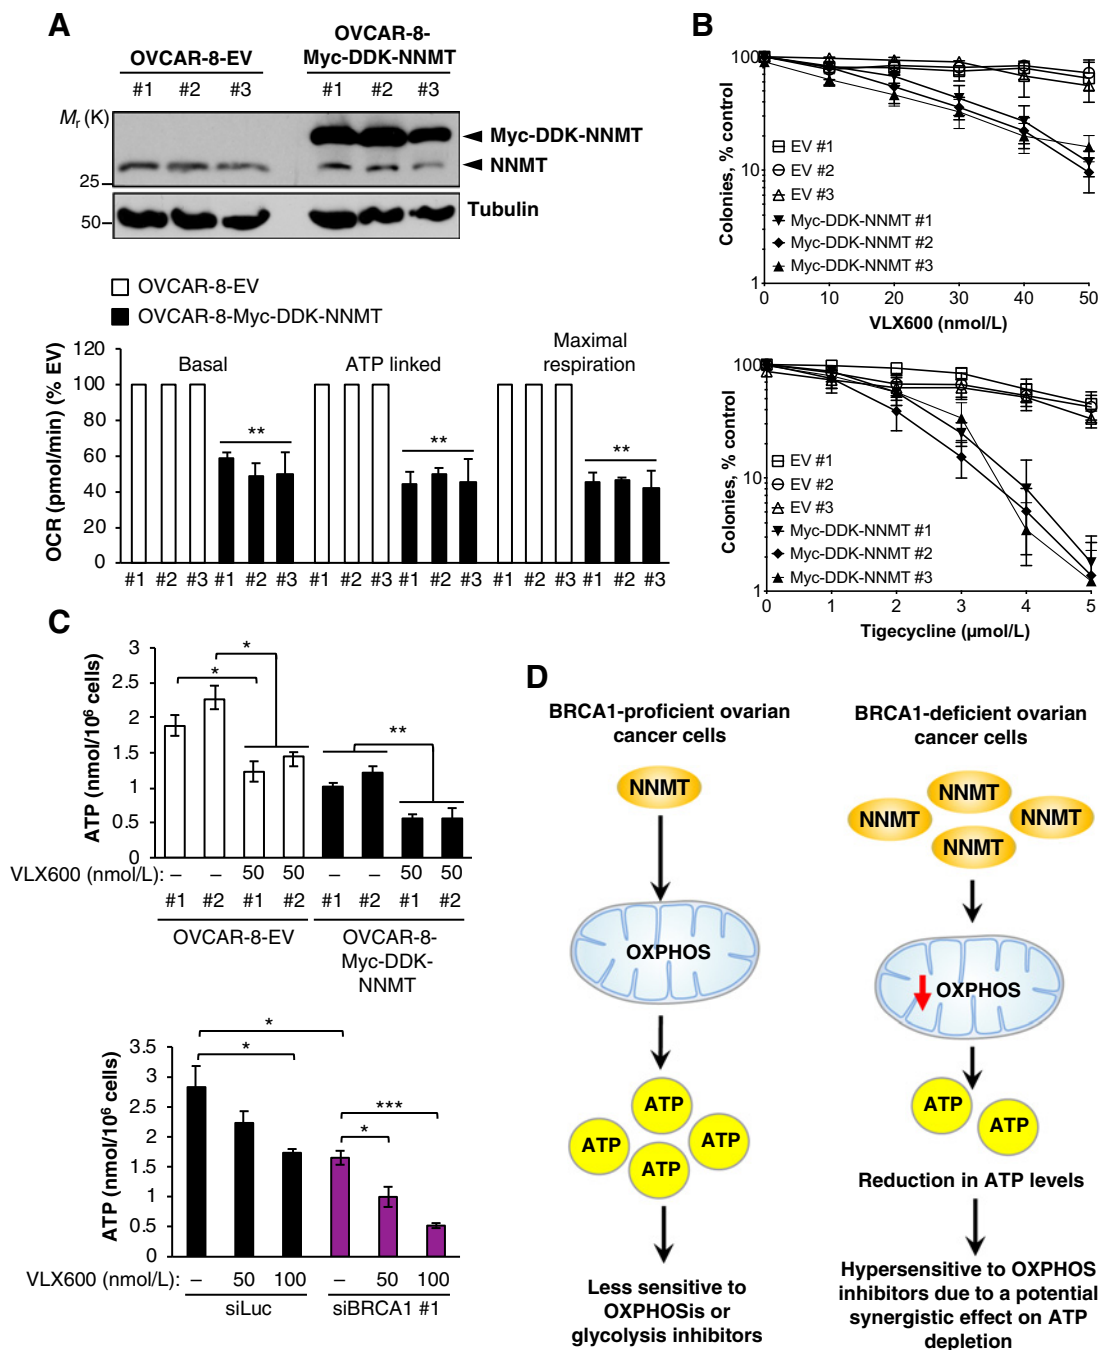 A
OVCAR-8-EV
OVCAR-8-
Myc-DDK-NNMT
#1 #2 #3 #1 #2 #3
Mr (K)
Myc-DDK-NNMT
NNMT
25
50
Tubulin
OVCAR-8-EV
OVCAR-8-Myc-DDK-NNMT
OCR (pmol/min) (% EV)
120
100
80
60
40
20
0
Basal
ATP linked
Maximal
respiration
** ** **
#1 #2 #3 #1 #2 #3 #1 #2 #3 #1 #2 #3 #1 #2 #3 #1 #2 #3
B
Colonies, % control
100
10
1
EV #1
EV #2
EV #3
Myc-DDK-NNMT #1
Myc-DDK-NNMT #2
Myc-DDK-NNMT #3
0 10 20 30 40 50
VLX600 (nmol/L)
Colonies, % control
100
10
1
EV #1
EV #2
EV #3
Myc-DDK-NNMT #1
Myc-DDK-NNMT #2
Myc-DDK-NNMT #3
0 1 2 3 4 5
Tigecycline (µmol/L)
C
ATP (nmol/10⁶ cells)
3
2.5
2
1.5
1
0.5
0
* * **
VLX600 (nmol/L): – – 50 50 – – 50 50
#1 #2 #1 #2 #1 #2 #1 #2
OVCAR-8-EV
OVCAR-8-
Myc-DDK-
NNMT
ATP (nmol/10⁶ cells)
3.5
3
2.5
2
1.5
1
0.5
0
*
*
***
*
VLX600 (nmol/L): – 50 100 – 50 100
siLuc siBRCA1 #1
D
BRCA1-proficient ovarian
cancer cells
NNMT
OXPHOS
ATP
ATP
ATP
ATP
Less sensitive to
OXPHOSis or
glycolysis inhibitors
BRCA1-deficient ovarian
cancer cells
NNMT
NNMT
NNMT
NNMT
OXPHOS
ATP
ATP
Reduction in ATP levels
Hypersensitive to OXPHOS
inhibitors due to a potential
synergistic effect on ATP
depletion